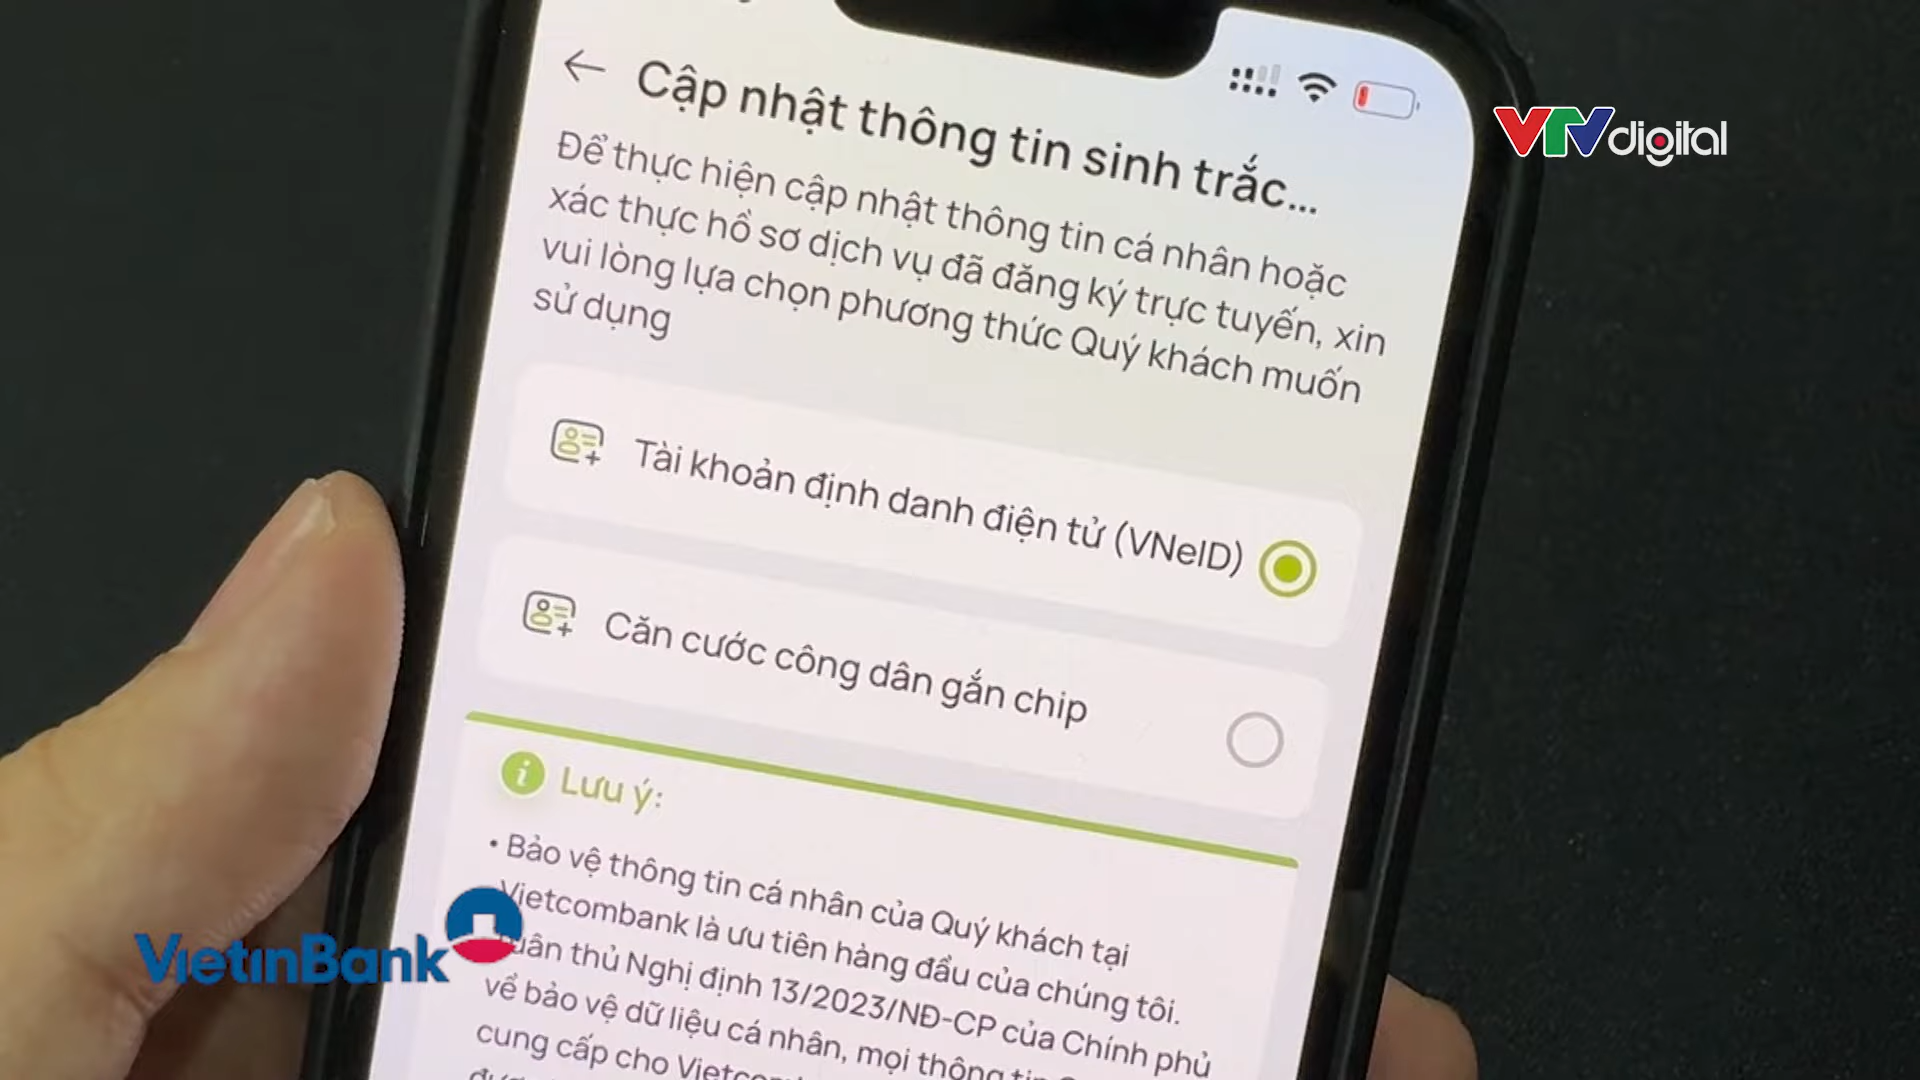 Cập nhật thông tin sinh trắc...
Để thực hiện cập nhật thông tin cá nhân hoặc
xác thực hồ sơ dịch vụ đã đăng ký trực tuyến, xin
vui lòng lựa chọn phương thức Quý khách muốn
sử dụng
VTV digital
Tài khoản định danh điện tử (VNeID)
Căn cước công dân gắn chip
Lưu ý:
• Bảo vệ thông tin cá nhân của Quý khách tại
Vietcombank là ưu tiên hàng đầu của chúng tôi.
VietinBank
thủ Nghị định 13/2023/NĐ-CP của Chính phủ
về bảo vệ dữ liệu cá nhân, mọi thông tin
cung cấp cho